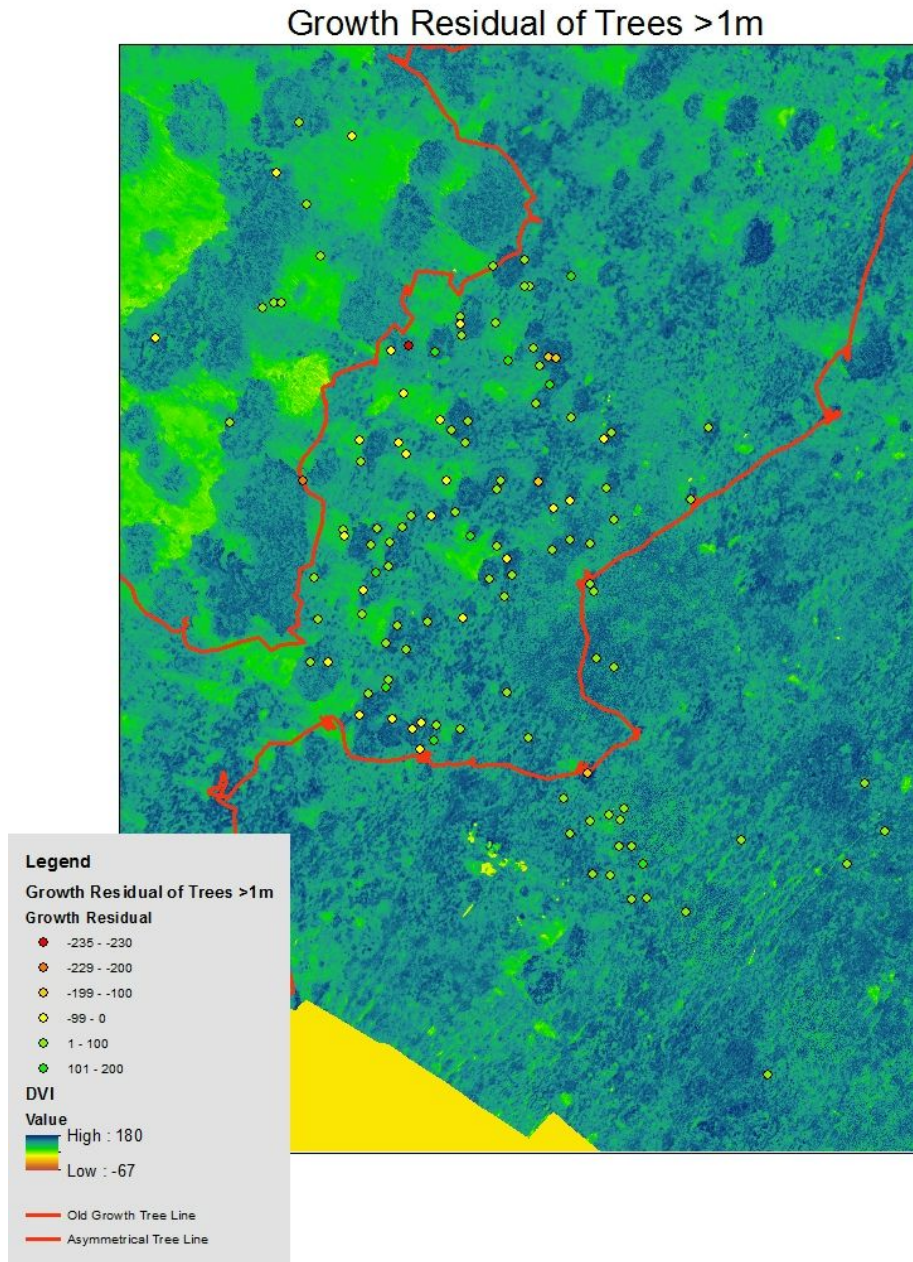 Growth Residual of Trees >1m
Legend
Growth Residual of Trees >1m
Growth Residual
-235 - -230
-229 - -200
-199 - -100
-99 - 0
1 - 100
101 - 200
DVI
Value
High : 180
Low : -67
Old Growth Tree Line
Asymmetrical Tree Line